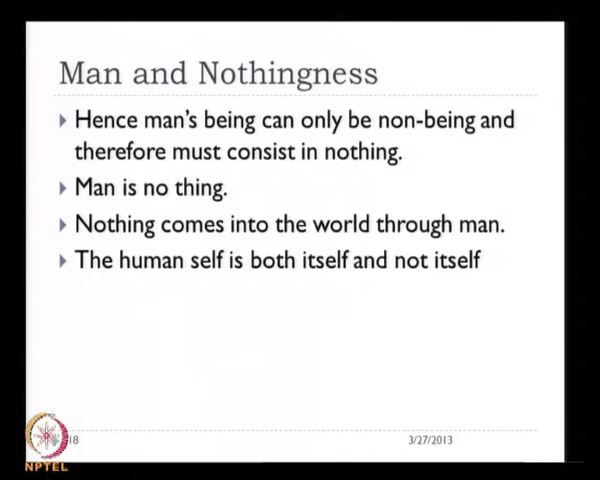 Man and Nothingness
Hence man's being can only be non-being and
therefore must consist in nothing.
Man is no thing.
Nothing comes into the world through man.
The human self is both itself and not itself
18
3/27/2013
NPTEL